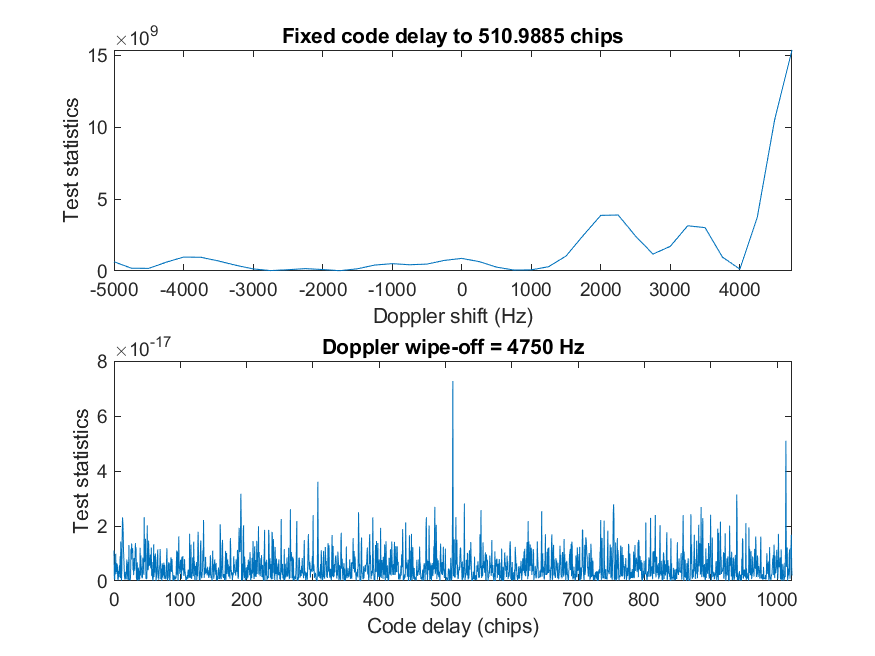 ×10^9
Fixed code delay to 510.9885 chips
15
10
5
0
Test statistics
-5000 -4000 -3000 -2000 -1000 0 1000 2000 3000 4000
Doppler shift (Hz)
×10^-17
Doppler wipe-off = 4750 Hz
8
6
4
2
0
Test statistics
0 100 200 300 400 500 600 700 800 900 1000
Code delay (chips)